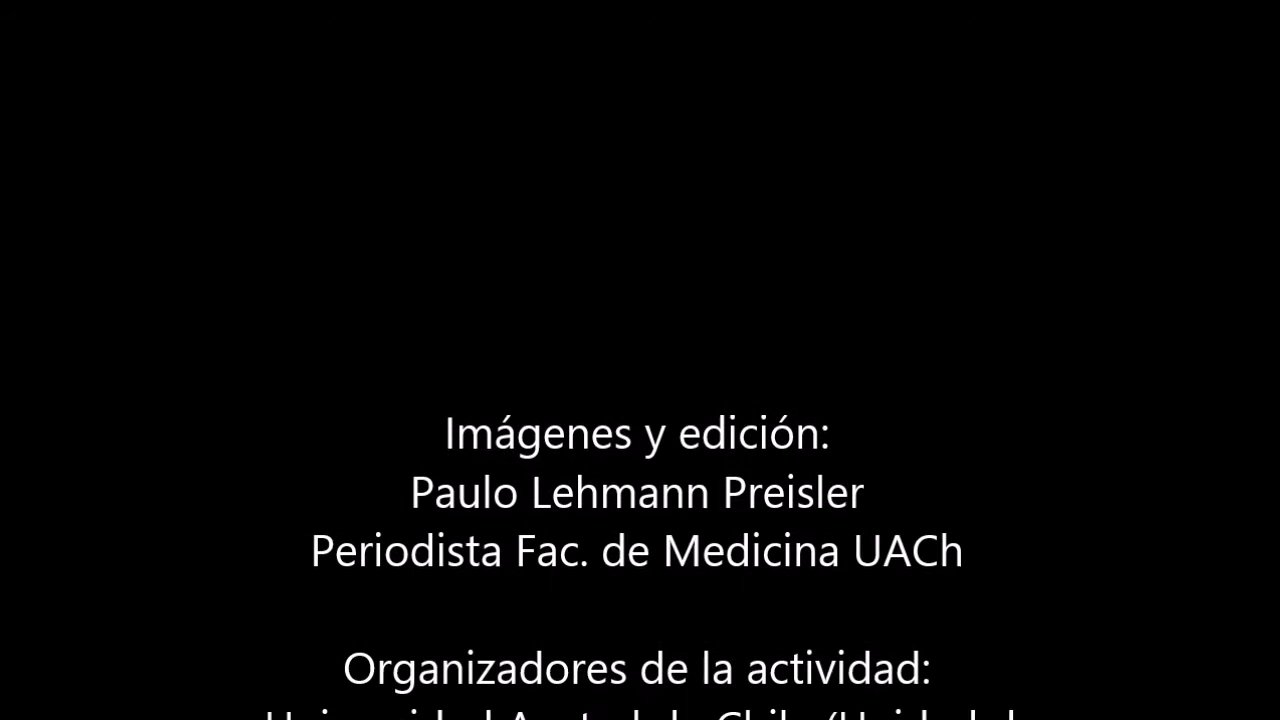 Imágenes y edición:
Paulo Lehmann Preisler
Periodista Fac. de Medicina UACh
Organizadores de la actividad: